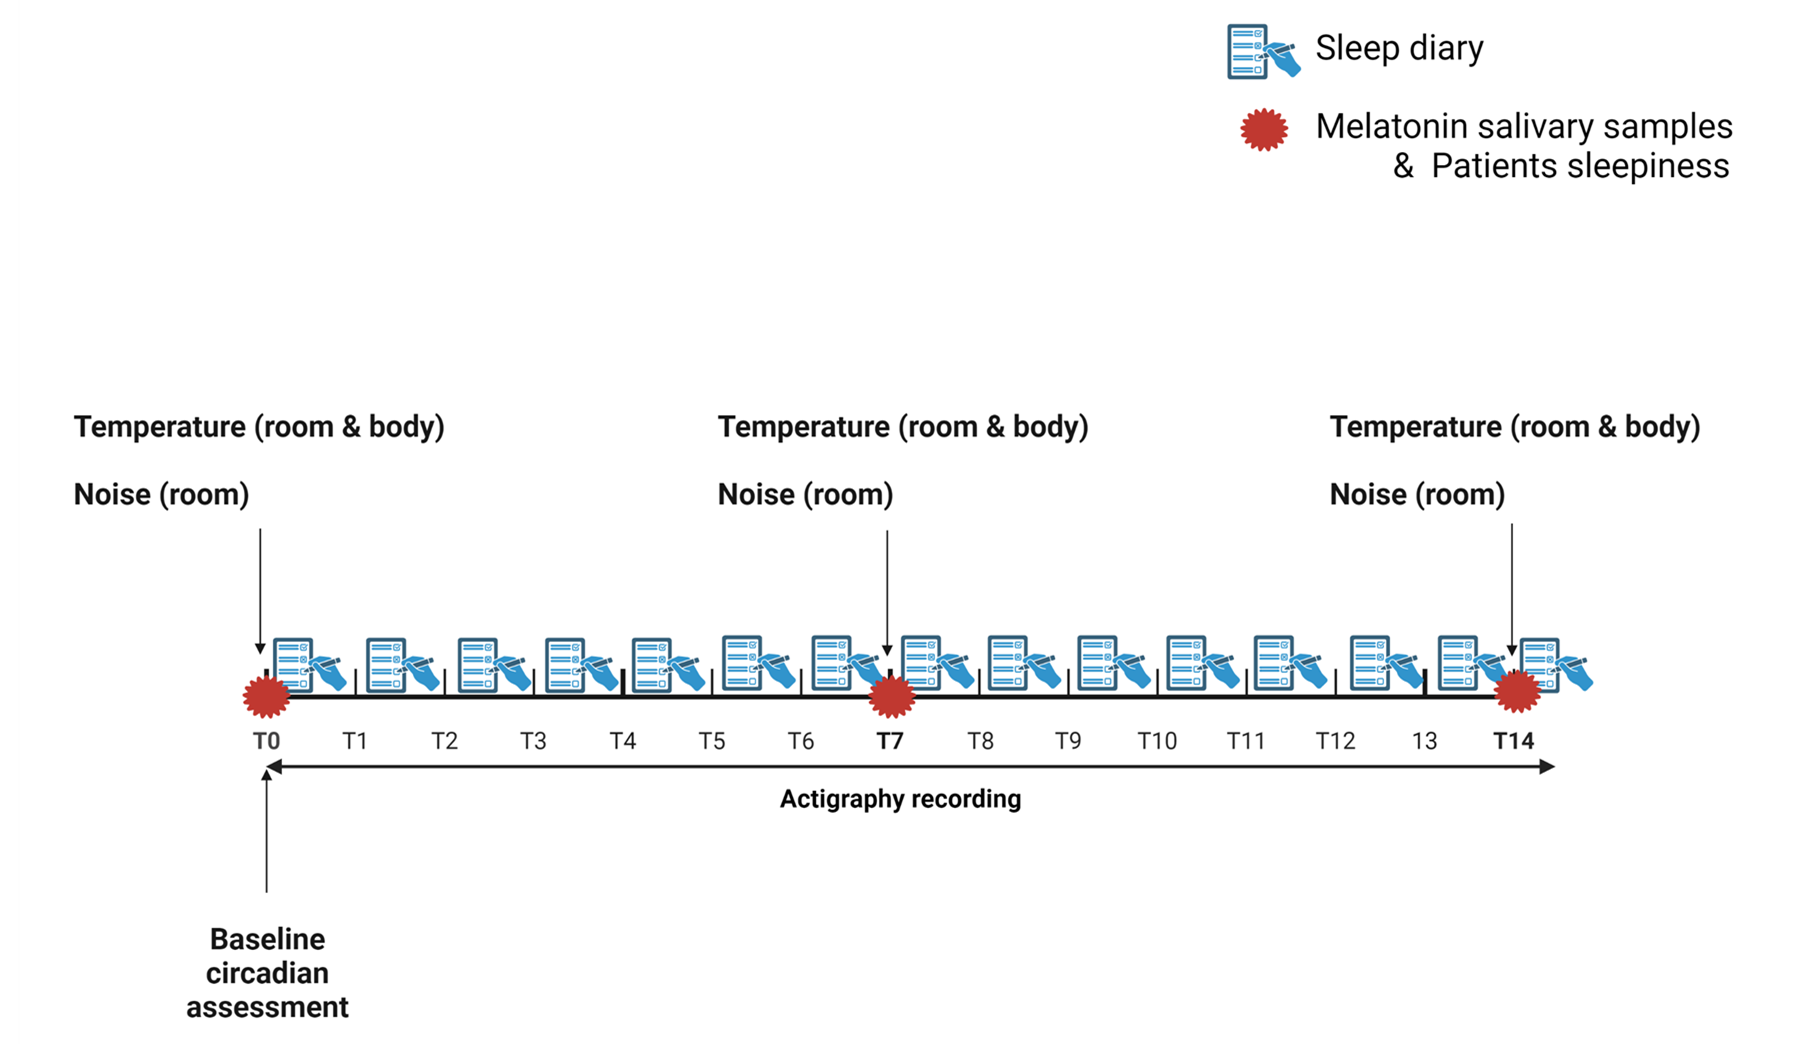 Sleep diary
Melatonin salivary samples
& Patients sleepiness
Temperature (room & body)
Noise (room)
Temperature (room & body)
Noise (room)
Temperature (room & body)
Noise (room)
T0 T1 T2 T3 T4 T5 T6 T7 T8 T9 T10 T11 T12 13 T14
Actigraphy recording
Baseline
circadian
assessment